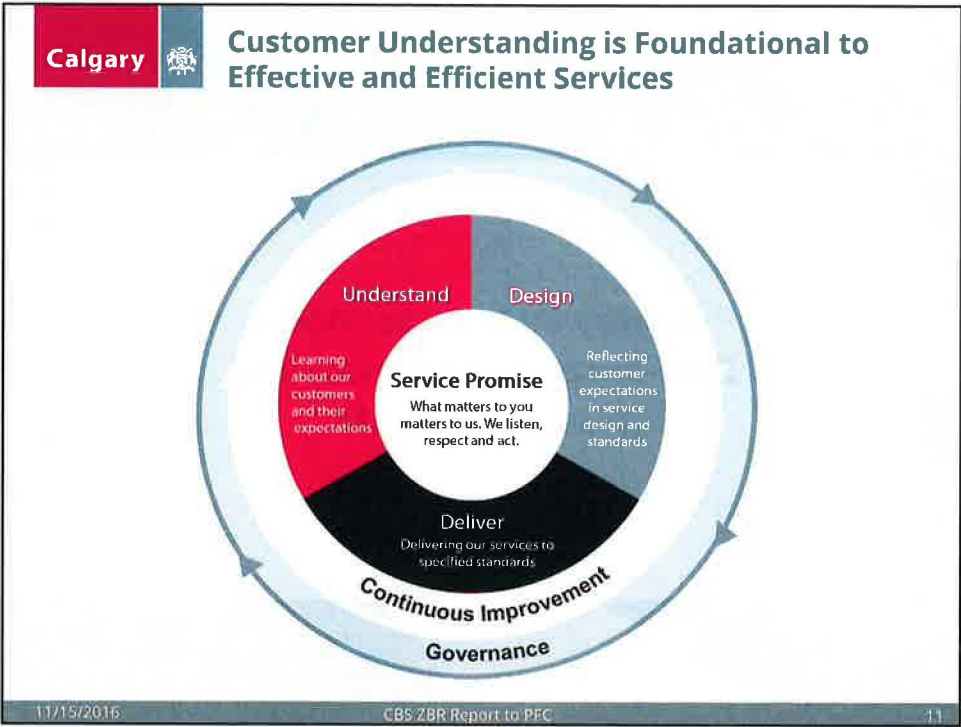 Calgary
Customer Understanding is Foundational to
Effective and Efficient Services
Understand
Learning
about our
customers
and their
expectations
Design
Reflecting
customer
expectations
in service
design and
standards
Service Promise
What matters to you
matters to us. We listen,
respect and act.
Deliver
Delivering our services to
specified standards
Continuous Improvement
Governance
11/15/2016
CBS ZBR Report to PFC
11